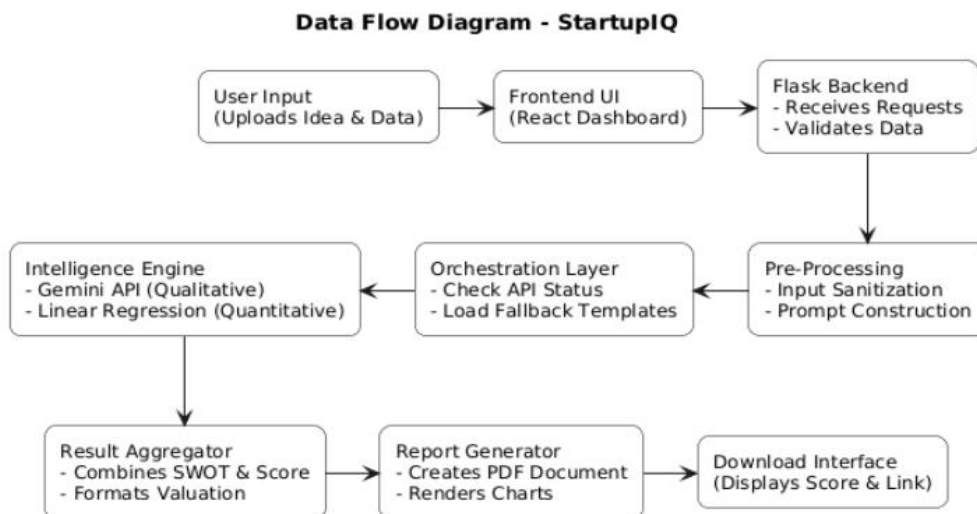 Data Flow Diagram - StartupIQ
User Input
(Uploads Idea & Data)
Frontend UI
(React Dashboard)
Flask Backend
- Receives Requests
- Validates Data
Pre-Processing
- Input Sanitization
- Prompt Construction
Orchestration Layer
- Check API Status
- Load Fallback Templates
Intelligence Engine
- Gemini API (Qualitative)
- Linear Regression (Quantitative)
Result Aggregator
- Combines SWOT & Score
- Formats Valuation
Report Generator
- Creates PDF Document
- Renders Charts
Download Interface
(Displays Score & Link)